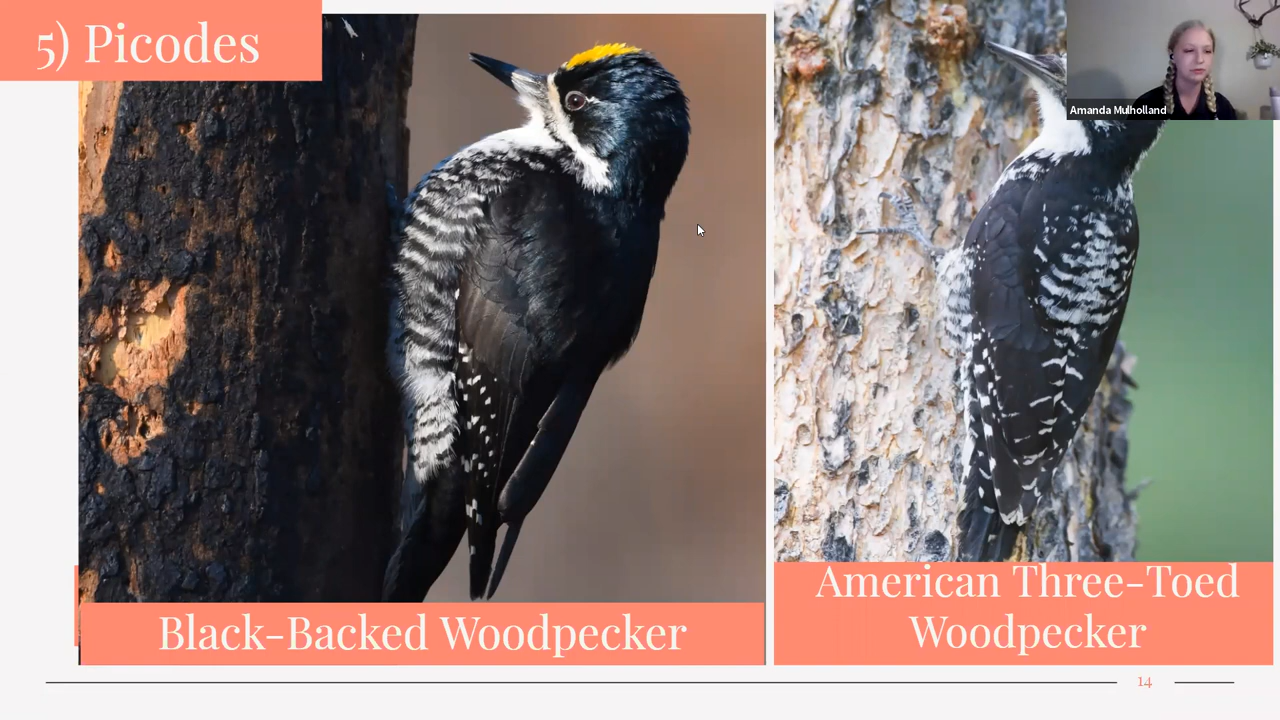 5) Picodes
Amanda Mulholland
Black-Backed Woodpecker
American Three-Toed
Woodpecker
14